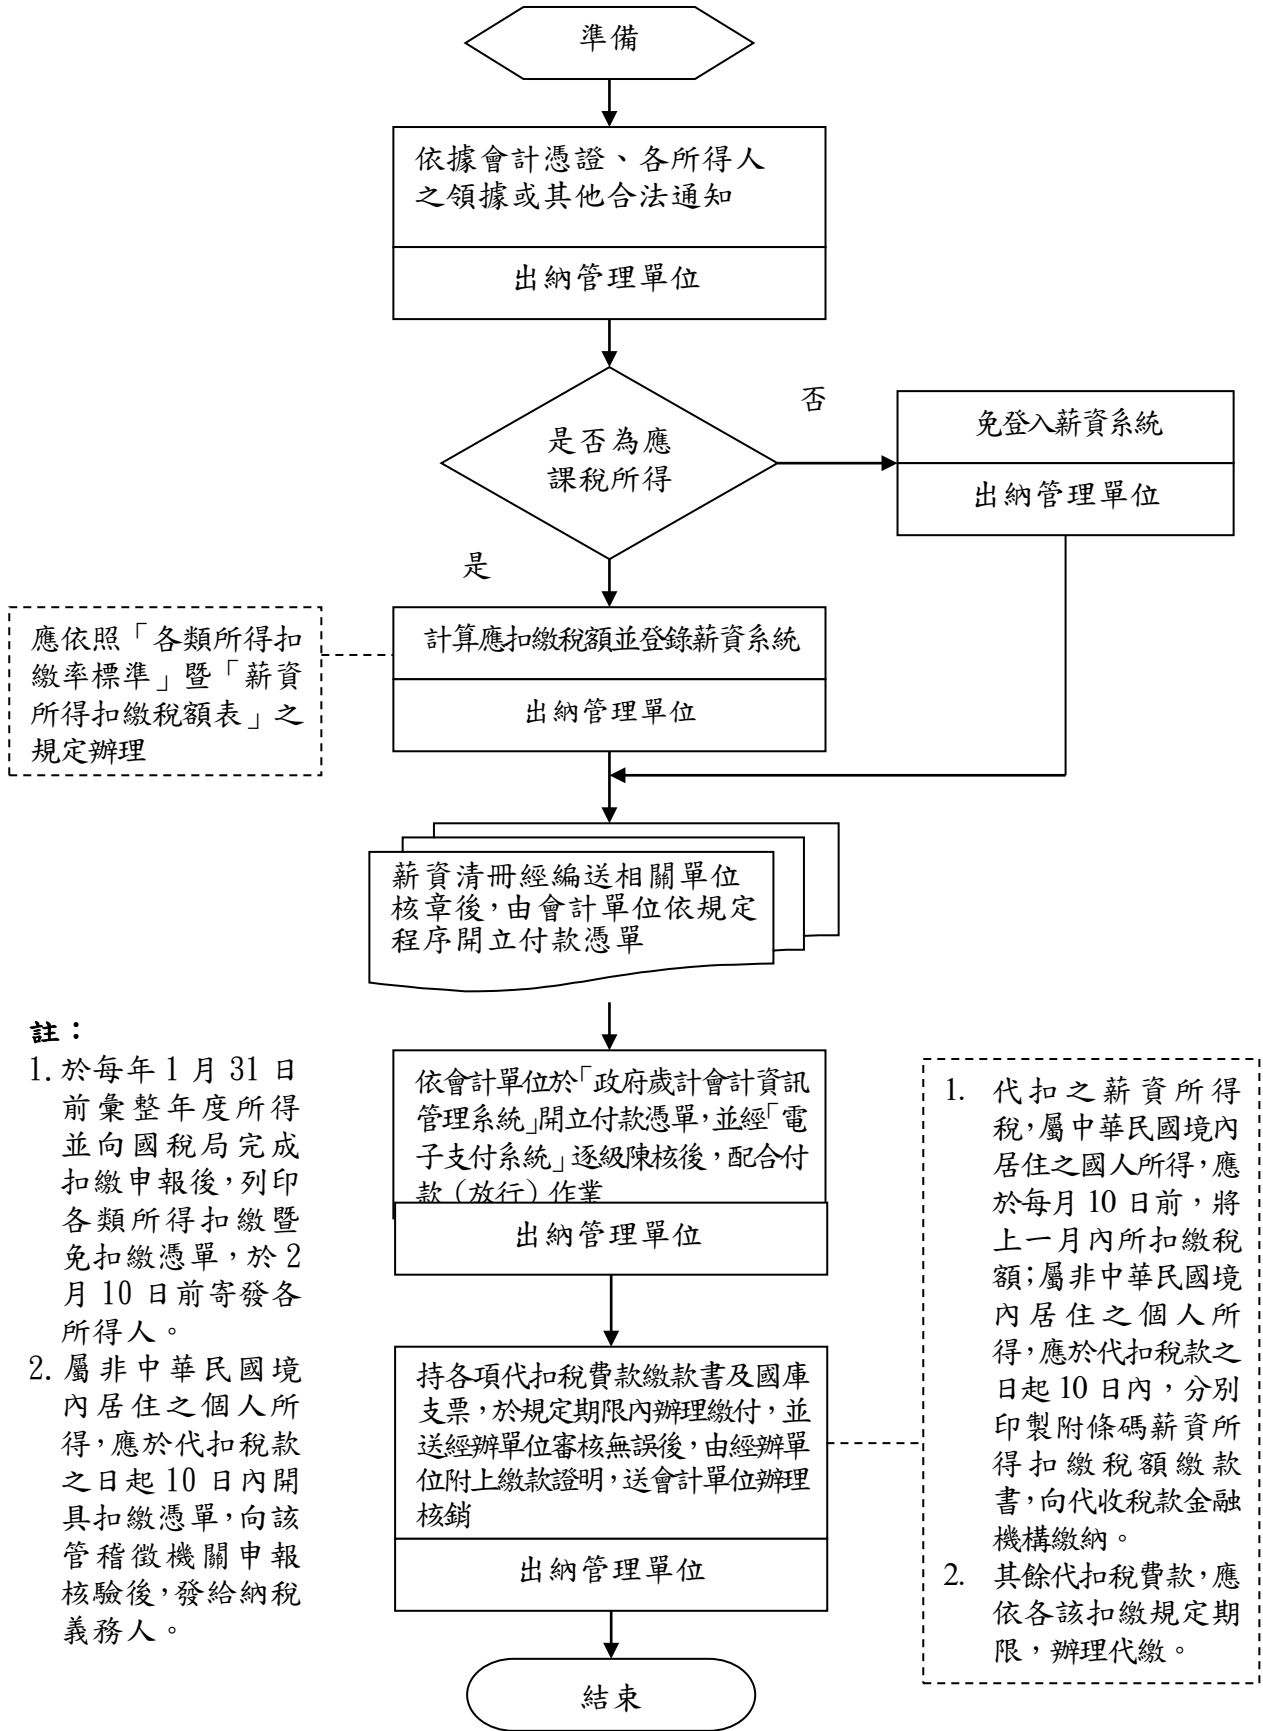 準備
依據會計憑證、各所得人
之領據或其他合法通知
出納管理單位
是否為應
課稅所得
否
免登入薪資系統
出納管理單位
是
應依照「各類所得扣
繳率標準」暨「薪資
所得扣繳稅額表」之
規定辦理
計算應扣繳稅額並登錄薪資系統
出納管理單位
薪資清冊經編送相關單位
核章後，由會計單位依規定
程序開立付款憑單
依會計單位於「政府歲計會計資訊
管理系統」開立付款憑單，並經「電
子支付系統」逐級陳核後，配合付
款（放行）作業
出納管理單位
持各項代扣稅費款繳款書及國庫
支票，於規定期限內辦理繳付，並
送經辦單位審核無誤後，由經辦單
位附上繳款證明，送會計單位辦理
核銷
出納管理單位
結束
註：
1. 於每年 1 月 31 日
前彙整年度所得
並向國稅局完成
扣繳申報後，列印
各類所得扣繳暨
免扣繳憑單，於 2
月 10 日前寄發各
所得人。
2. 屬非中華民國境
內居住之個人所
得，應於代扣稅款
之日起 10 日內開
具扣繳憑單，向該
管稽徵機關申報
核驗後，發給納稅
義務人。
1. 代扣之薪資所得
稅，屬中華民國境內
居住之國人所得，應
於每月 10 日前，將
上一月內所扣繳稅
額；屬非中華民國境
內居住之個人所
得，應於代扣稅款之
日起 10 日內，分別
印製附條碼薪資所
得扣繳稅額繳款
書，向代收稅款金融
機構繳納。
2. 其餘代扣稅費款，應
依各該扣繳規定期
限，辦理代繳。